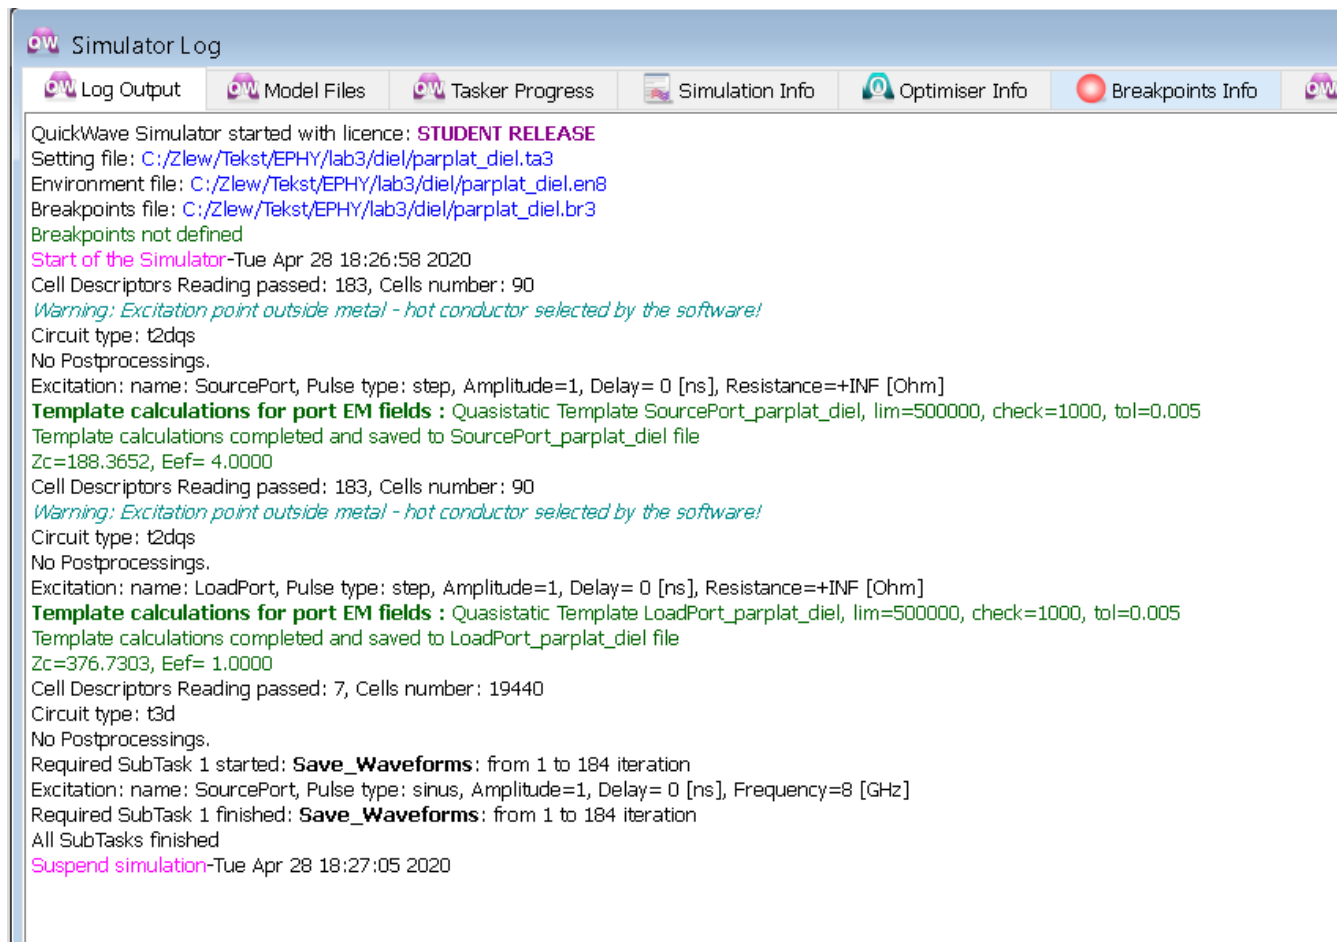 Simulator Log
Log Output Model Files Tasker Progress Simulation Info Optimiser Info Breakpoints Info
QuickWave Simulator started with licence: STUDENT RELEASE
Setting file: C:/Zlew/Tekst/EPHY/lab3/diel/parplat_diel.ta3
Environment file: C:/Zlew/Tekst/EPHY/lab3/diel/parplat_diel.en8
Breakpoints file: C:/Zlew/Tekst/EPHY/lab3/diel/parplat_diel.br3
Breakpoints not defined
Start of the Simulator-Tue Apr 28 18:26:58 2020
Cell Descriptors Reading passed: 183, Cells number: 90
Warning: Excitation point outside metal - hot conductor selected by the software!
Circuit type: t2dqs
No Postprocessings.
Excitation: name: SourcePort, Pulse type: step, Amplitude=1, Delay= 0 [ns], Resistance=+INF [Ohm]
Template calculations for port EM fields : Quasistatic Template SourcePort_parplat_diel, lim=500000, check=1000, tol=0.005
Template calculations completed and saved to SourcePort_parplat_diel file
Zc=188.3652, Eef= 4.0000
Cell Descriptors Reading passed: 183, Cells number: 90
Warning: Excitation point outside metal - hot conductor selected by the software!
Circuit type: t2dqs
No Postprocessings.
Excitation: name: LoadPort, Pulse type: step, Amplitude=1, Delay= 0 [ns], Resistance=+INF [Ohm]
Template calculations for port EM fields : Quasistatic Template LoadPort_parplat_diel, lim=500000, check=1000, tol=0.005
Template calculations completed and saved to LoadPort_parplat_diel file
Zc=376.7303, Eef= 1.0000
Cell Descriptors Reading passed: 7, Cells number: 19440
Circuit type: t3d
No Postprocessings.
Required SubTask 1 started: Save_Waveforms: from 1 to 184 iteration
Excitation: name: SourcePort, Pulse type: sinus, Amplitude=1, Delay= 0 [ns], Frequency=8 [GHz]
Required SubTask 1 finished: Save_Waveforms: from 1 to 184 iteration
All SubTasks finished
Suspend simulation-Tue Apr 28 18:27:05 2020